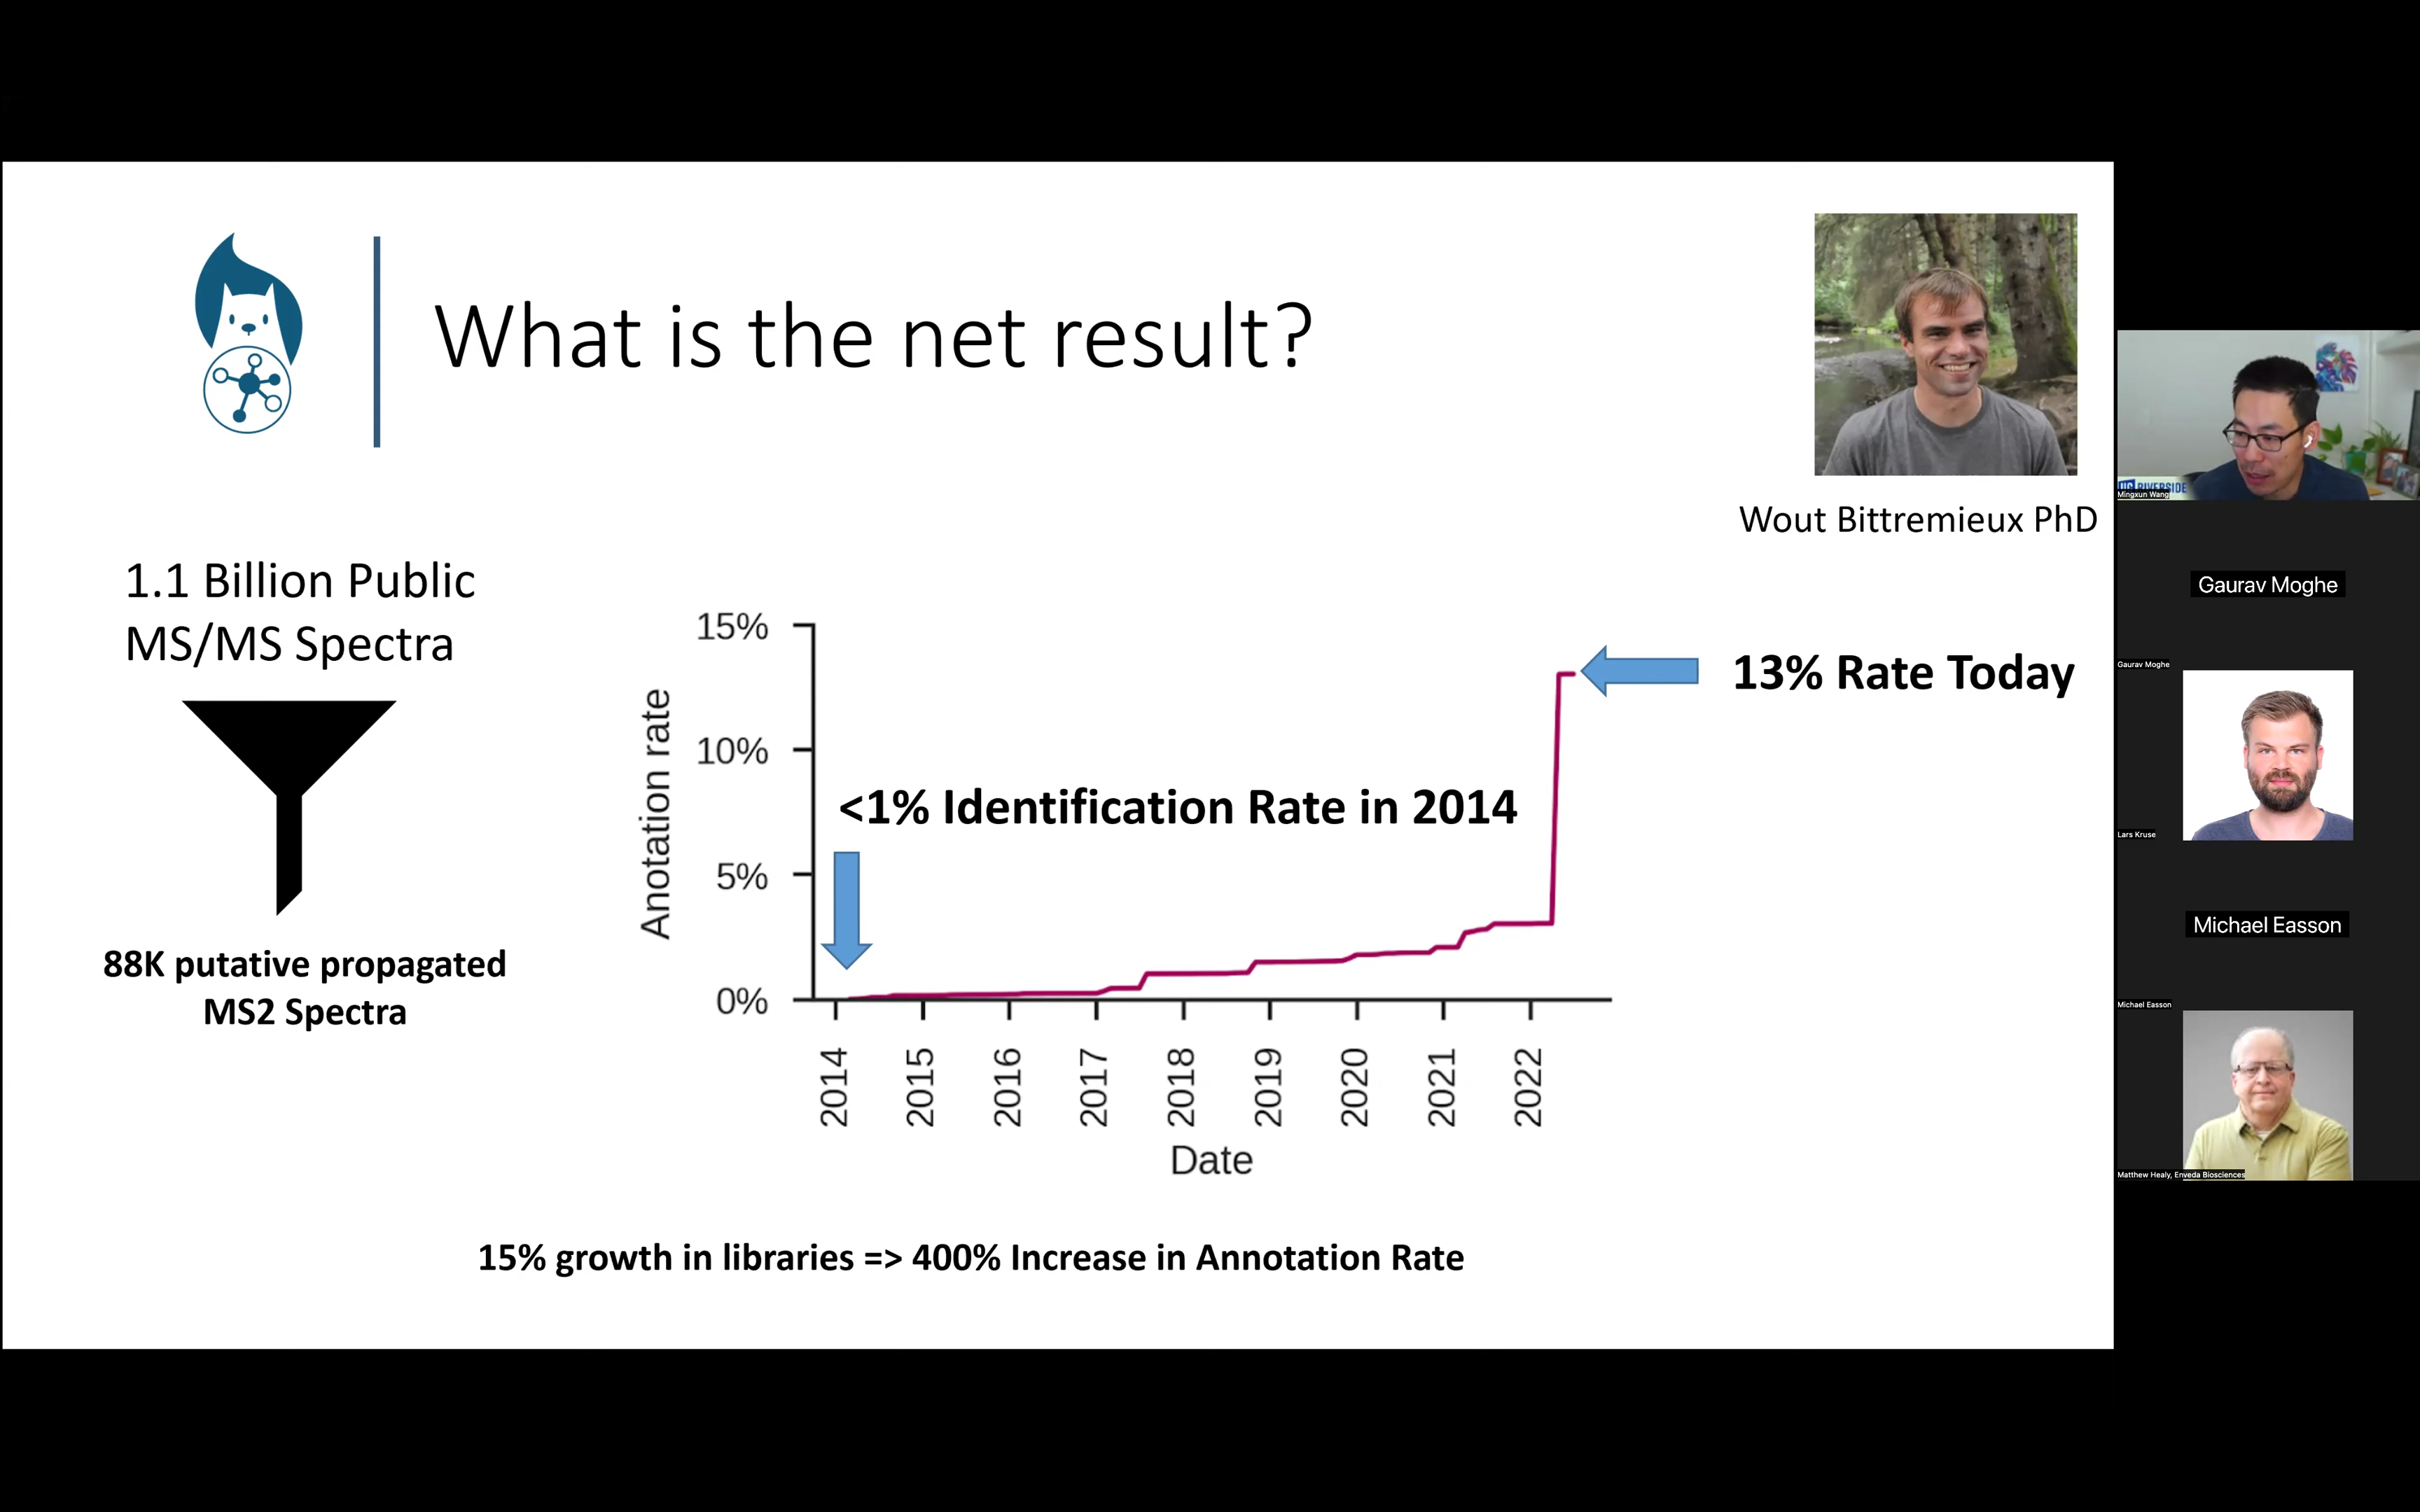 What is the net result?
Wout Bittremieux PhD
1.1 Billion Public
MS/MS Spectra
88K putative propagated
MS2 Spectra
15%
10%
5%
0%
Anotation rate
<1% Identification Rate in 2014
13% Rate Today
2014
2015
2016
2017
2018
2019
2020
2021
2022
Date
15% growth in libraries => 400% Increase in Annotation Rate
RIVERSIDE
Mingxun Wang
Gaurav Moghe
Gaurav Moghe
Lars Kruse
Michael Easson
Michael Easson
Matthew Healy, Enveda Biosciences